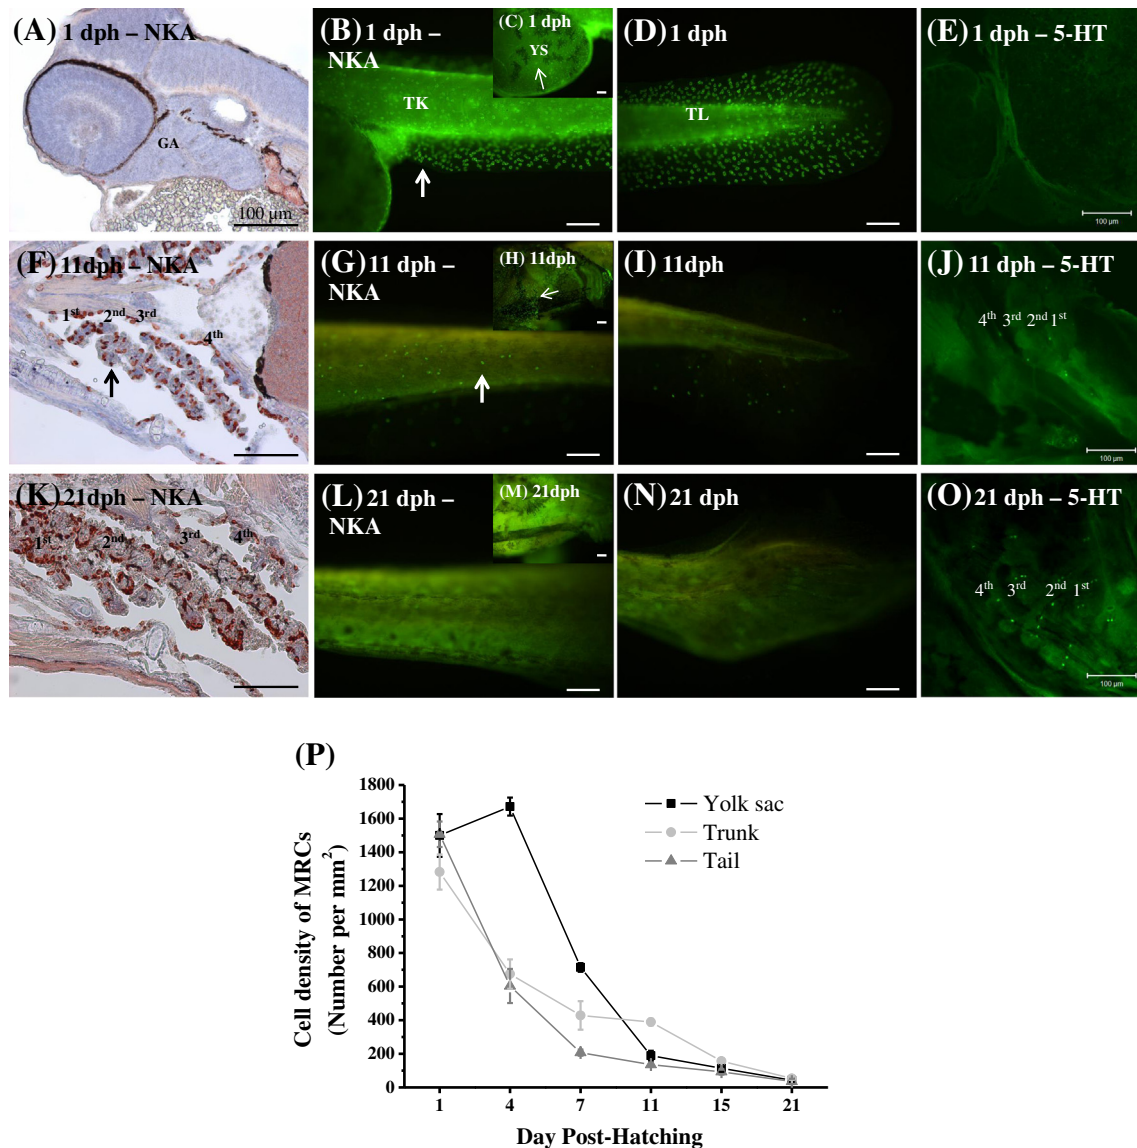 (A) 1 dph – NKA
GA
100 µm
(B) 1 dph –
NKA
TK
(C) 1 dph
YS
(D) 1 dph
TL
(E) 1 dph – 5-HT
100 µm
(F) 11dph – NKA
1st 2nd 3rd
4th
(G) 11 dph –
NKA
(H) 11dph
(I) 11dph
(J) 11 dph – 5-HT
4th 3rd 2nd 1st
100 µm
(K) 21dph – NKA
1st 2nd 3rd 4th
(L) 21 dph –
NKA
(M) 21dph
(N) 21 dph
(O) 21 dph – 5-HT
4th 3rd 2nd 1st
100 µm
(P)
Cell density of MRCs
(Number per mm2)
1800
1600
1400
1200
1000
800
600
400
200
0
Yolk sac
Trunk
Tail
1 4 7 11 15 21
Day Post-Hatching